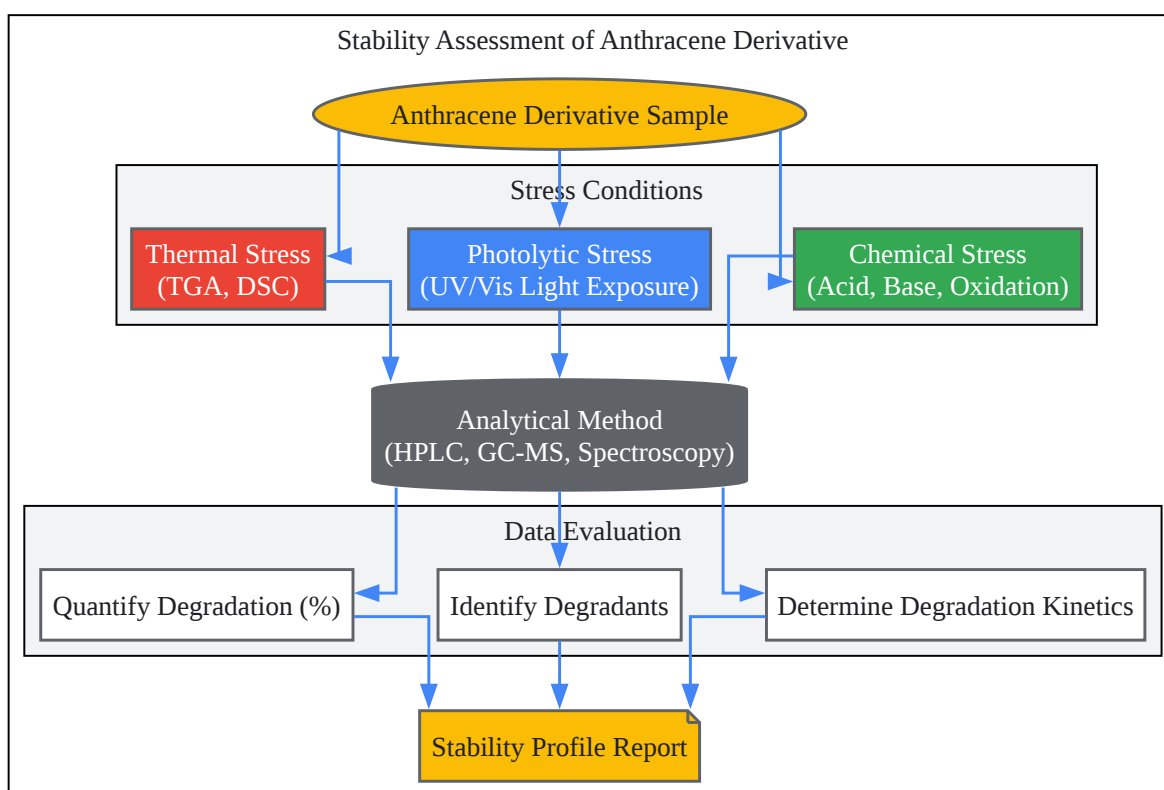 Stability Assessment of Anthracene Derivative
Anthracene Derivative Sample
Stress Conditions
Thermal Stress
(TGA, DSC)
Photolytic Stress
(UV/Vis Light Exposure)
Chemical Stress
(Acid, Base, Oxidation)
Analytical Method
(HPLC, GC-MS, Spectroscopy)
Data Evaluation
Quantify Degradation (%)
Identify Degradants
Determine Degradation Kinetics
Stability Profile Report